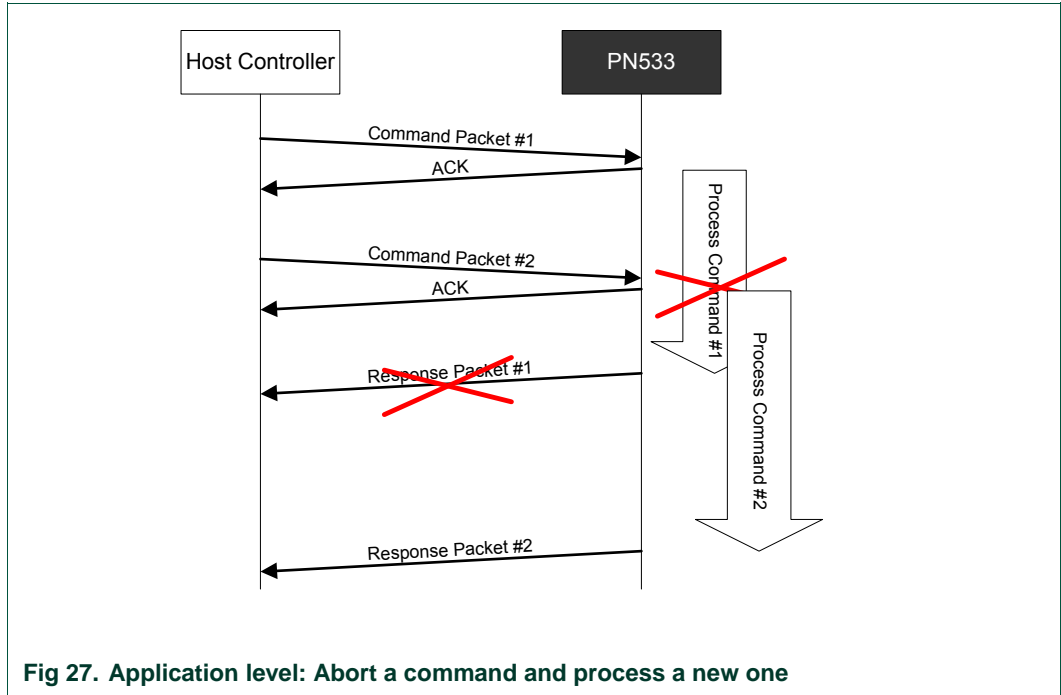 Host Controller
PN533
Command Packet #1
ACK
Process Command #1
Command Packet #2
ACK
Process Command #2
Response Packet #1
Response Packet #2
Fig 27. Application level: Abort a command and process a new one